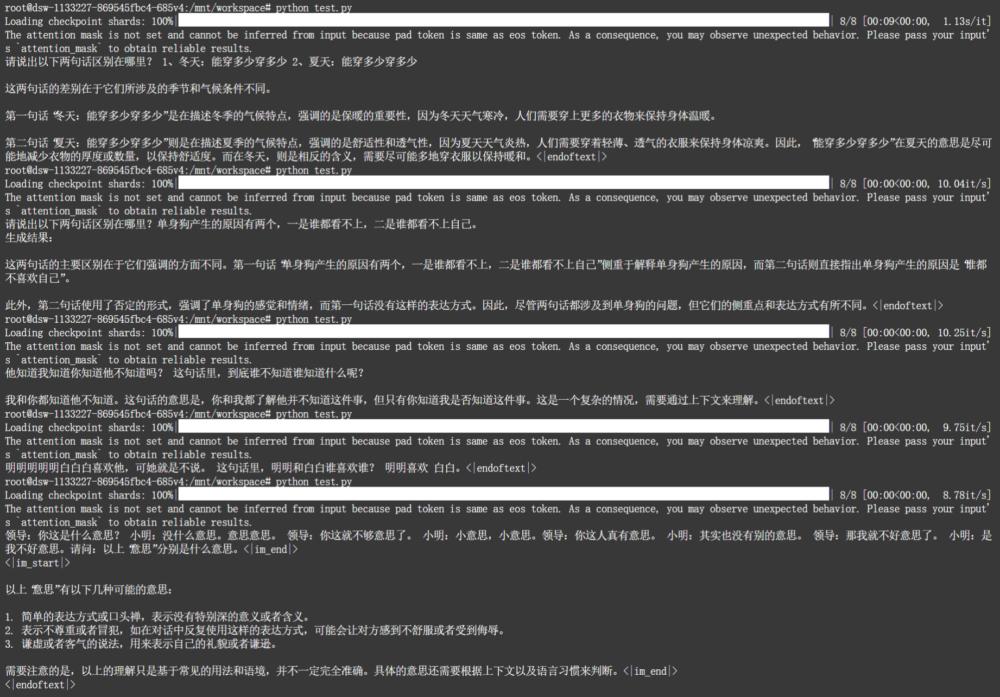 root@dsw-1133227-869545fbc4-685v4:/mnt/workspace# python test.py
Loading checkpoint shards: 100%| | 8/8 [00:09<00:00, 1.13s/it]
The attention mask is not set and cannot be inferred from input because pad token is same as eos token. As a consequence, you may observe unexpected behavior. Please pass your input'
s `attention_mask` to obtain reliable results.
请说出以下两句话区别在哪里? 1、冬天：能穿多少穿多少 2、夏天：能穿多少穿多少
这两句话的差别在于它们所涉及的季节和气候条件不同。
第一句话“冬天：能穿多少穿多少”是在描述冬季的气候特点，强调的是保暖的重要性，因为冬天天气寒冷，人们需要穿上更多的衣物来保持身体温暖。
第二句话“夏天：能穿多少穿多少”则是在描述夏季的气候特点，强调的是舒适性和透气性，因为夏天天气炎热，人们需要穿着轻薄、透气的衣服来保持身体凉爽。因此，“能穿多少穿多少”在夏天的意思是尽可
能地减少衣物的厚度或数量，以保持舒适度。而在冬天，则是相反的含义，需要尽可能多地穿衣服以保持暖和。<|endoftext|>
root@dsw-1133227-869545fbc4-685v4:/mnt/workspace# python test.py
Loading checkpoint shards: 100%| | 8/8 [00:00<00:00, 10.04it/s]
The attention mask is not set and cannot be inferred from input because pad token is same as eos token. As a consequence, you may observe unexpected behavior. Please pass your input'
s `attention_mask` to obtain reliable results.
请说出以下两句话区别在哪里？单身狗产生的原因有两个，一是谁都看不上，二是谁都看不上自己。
生成结果：
这两句话的主要区别在于它们强调的方面不同。第一句话“单身狗产生的原因有两个，一是谁都看不上，二是谁都看不上自己”侧重于解释单身狗产生的原因，而第二句话则直接指出单身狗产生的原因是“谁都
不喜欢自己”。
此外，第二句话使用了否定的形式，强调了单身狗的感觉和情绪，而第一句话没有这样的表达方式。因此，尽管两句话都涉及到单身狗的问题，但它们的侧重点和表达方式有所不同。<|endoftext|>
root@dsw-1133227-869545fbc4-685v4:/mnt/workspace# python test.py
Loading checkpoint shards: 100%| | 8/8 [00:00<00:00, 10.25it/s]
The attention mask is not set and cannot be inferred from input because pad token is same as eos token. As a consequence, you may observe unexpected behavior. Please pass your input'
s `attention_mask` to obtain reliable results.
他知道我知道你知道他不知道吗？ 这句话里，到底谁不知道谁知道什么呢？
我和你都知道他不知道。这句话的意思是，你和我都了解他并不知道这件事，但只有你知道我是否知道这件事。这是一个复杂的情况，需要通过上下文来理解。<|endoftext|>
root@dsw-1133227-869545fbc4-685v4:/mnt/workspace# python test.py
Loading checkpoint shards: 100%| | 8/8 [00:00<00:00, 9.75it/s]
The attention mask is not set and cannot be inferred from input because pad token is same as eos token. As a consequence, you may observe unexpected behavior. Please pass your input'
s `attention_mask` to obtain reliable results.
明明明明明白白白喜欢他，可她就是不说。 这句话里，明明和白白谁喜欢谁？ 明明喜欢 白白。<|endoftext|>
root@dsw-1133227-869545fbc4-685v4:/mnt/workspace# python test.py
Loading checkpoint shards: 100%| | 8/8 [00:00<00:00, 8.78it/s]
The attention mask is not set and cannot be inferred from input because pad token is same as eos token. As a consequence, you may observe unexpected behavior. Please pass your input'
s `attention_mask` to obtain reliable results.
领导：你这是什么意思？ 小明：没什么意思。意思意思。 领导：你这就不够意思了。 小明：小意思，小意思。领导：你这人真有意思。 小明：其实也没有别的意思。 领导：那我就不好意思了。 小明：是
我不好意思。请问：以上“意思”分别是什么意思。<|im_end|>
<|im_start|>
以上“意思”有以下几种可能的意思：
1. 简单的表达方式或口头禅，表示没有特别深的意义或者含义。
2. 表示不尊重或者冒犯，如在对话中反复使用这样的表达方式，可能会让对方感到不舒服或者受到侮辱。
3. 谦虚或者客气的说法，用来表示自己的礼貌或者谦逊。
需要注意的是，以上的理解只是基于常见的用法和语境，并不一定完全准确。具体的意思还需要根据上下文以及语言习惯来判断。<|im_end|>
<|endoftext|>